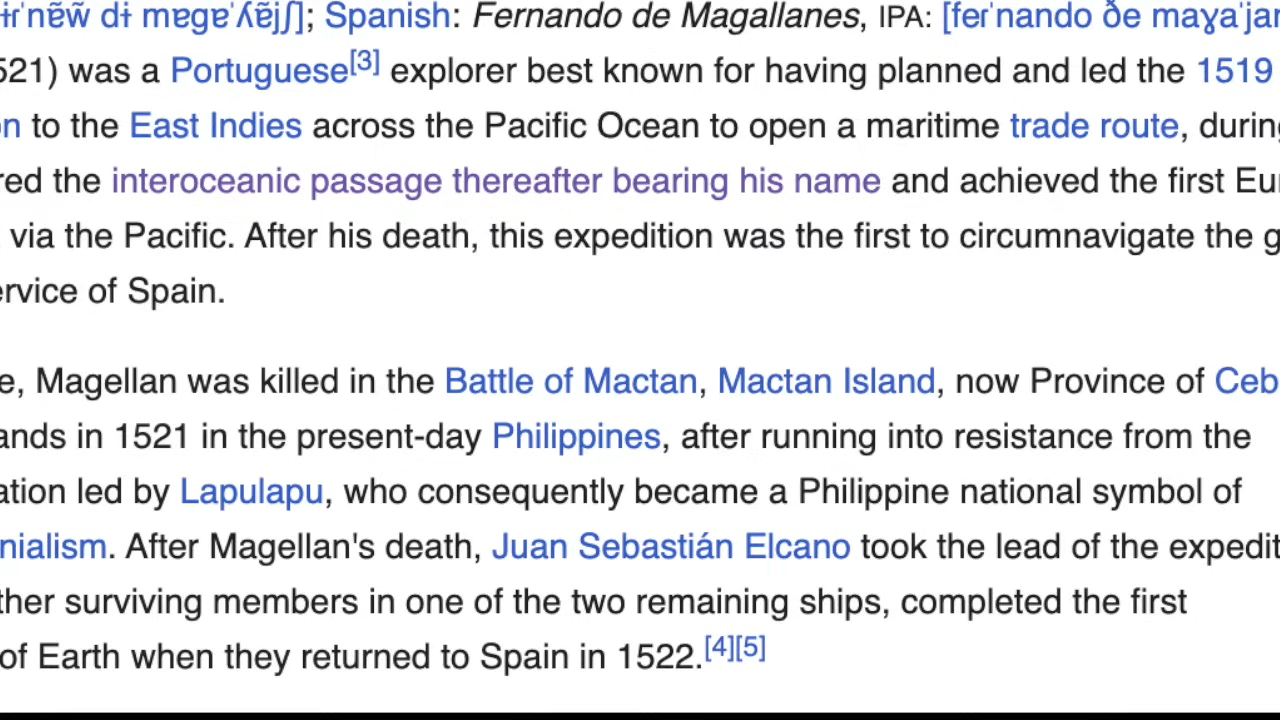 ɨɾˈnɐ̃w̃ dɨ mɐɣɐˈʎɐ̃jʃ]; Spanish: Fernando de Magallanes, IPA: [feɾˈnando ðe maɣaˈʝan
521) was a Portuguese[3] explorer best known for having planned and led the 1519
on to the East Indies across the Pacific Ocean to open a maritime trade route, during
red the interoceanic passage thereafter bearing his name and achieved the first Eur
via the Pacific. After his death, this expedition was the first to circumnavigate the g
ervice of Spain.
e, Magellan was killed in the Battle of Mactan, Mactan Island, now Province of Ceb
ands in 1521 in the present-day Philippines, after running into resistance from the
ation led by Lapulapu, who consequently became a Philippine national symbol of
nialism. After Magellan's death, Juan Sebastián Elcano took the lead of the expedit
ther surviving members in one of the two remaining ships, completed the first
of Earth when they returned to Spain in 1522.[4][5]